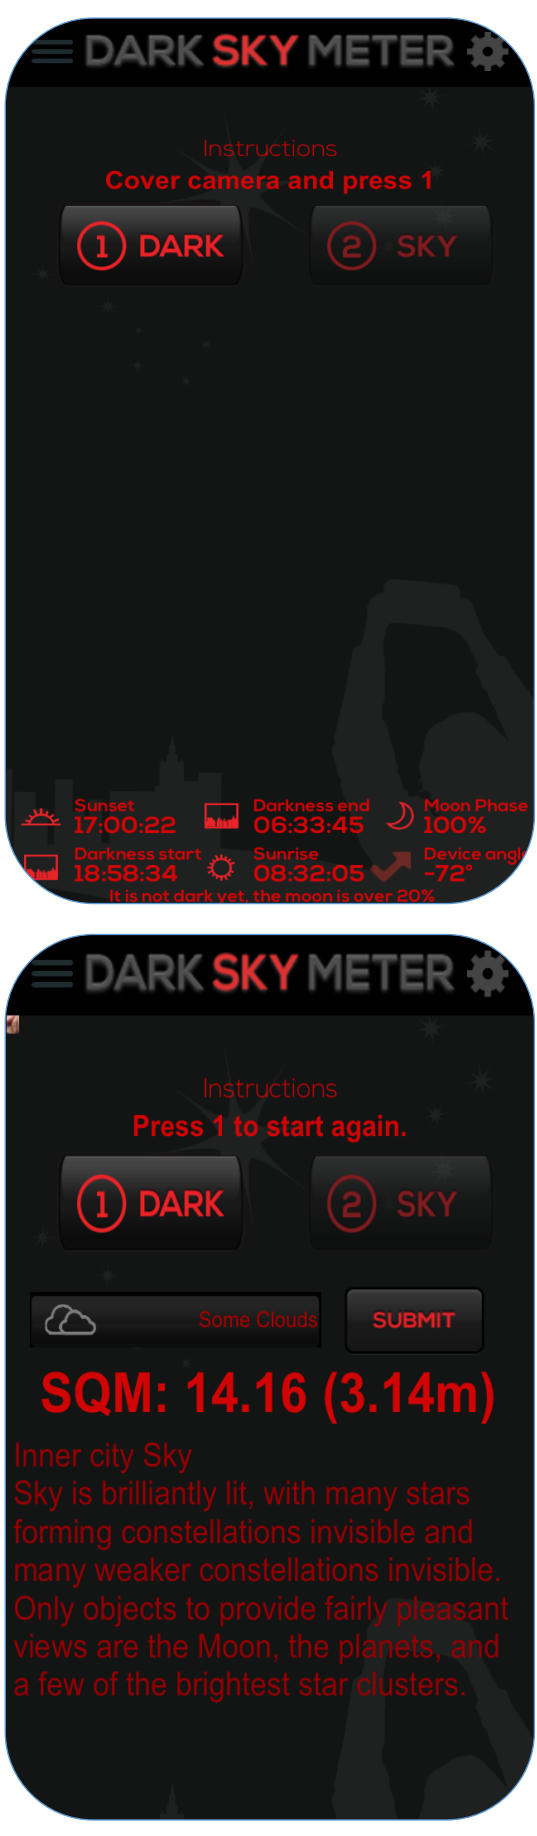 DARK SKY METER
Instructions
Cover camera and press 1
1 DARK 2 SKY
Sunset Darkness end Moon Phase
17:00:22 06:33:45 100%
Darkness start Sunrise Device angle
18:58:34 08:32:05 -72°
It is not dark yet, the moon is over 20%
DARK SKY METER
Instructions
Press 1 to start again.
1 DARK 2 SKY
Some Clouds SUBMIT
SQM: 14.16 (3.14m)
Inner city Sky
Sky is brilliantly lit, with many stars
forming constellations invisible and
many weaker constellations invisible.
Only objects to provide fairly pleasant
views are the Moon, the planets, and
a few of the brightest star clusters.